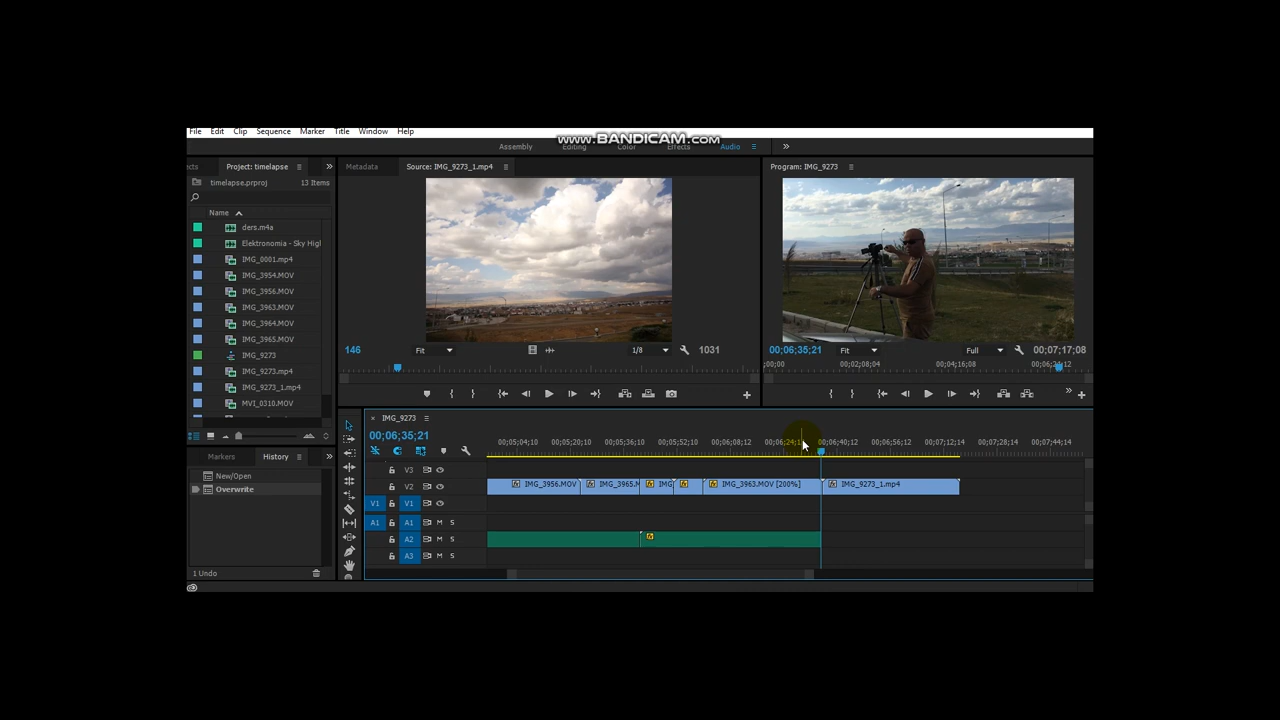 File Edit Clip Sequence Marker Title Window Help
www.BANDICAM.com
Assembly Editing Color Effects Audio
Project: timelapse
Metadata Source: IMG_9273_1.mp4
Program: IMG_9273
timelapse.prproj 13 Items
Name
ders.m4a
Elektronomia - Sky Higl
IMG_0001.mp4
IMG_3954.MOV
IMG_3956.MOV
IMG_3963.MOV
IMG_3964.MOV
IMG_3965.MOV
IMG_9273
IMG_9273.mp4
IMG_9273_1.mp4
MVI_0310.MOV
146 Fit 1/8 1031
00;06;35;21 Fit Full 00;07;17;08
;00;00 00;02;08;04 00;04;16;08
Markers History
New/Open
Overwrite
1 Undo
IMG_9273
00;06;35;21
00;05;04;10 00;05;20;10 00;05;36;10 00;05;52;10 00;06;08;12 00;06;24;1 00;06;40;12 00;06;56;12 00;07;12;14 00;07;28;14 00;07;44;14
V3
V2 IMG_3956.MOV IMG_3965.M IMG IMG_3963.MOV [200%] IMG_9273_1.mp4
V1 V1
A1 A1 M S
A2 M S
A3 M S